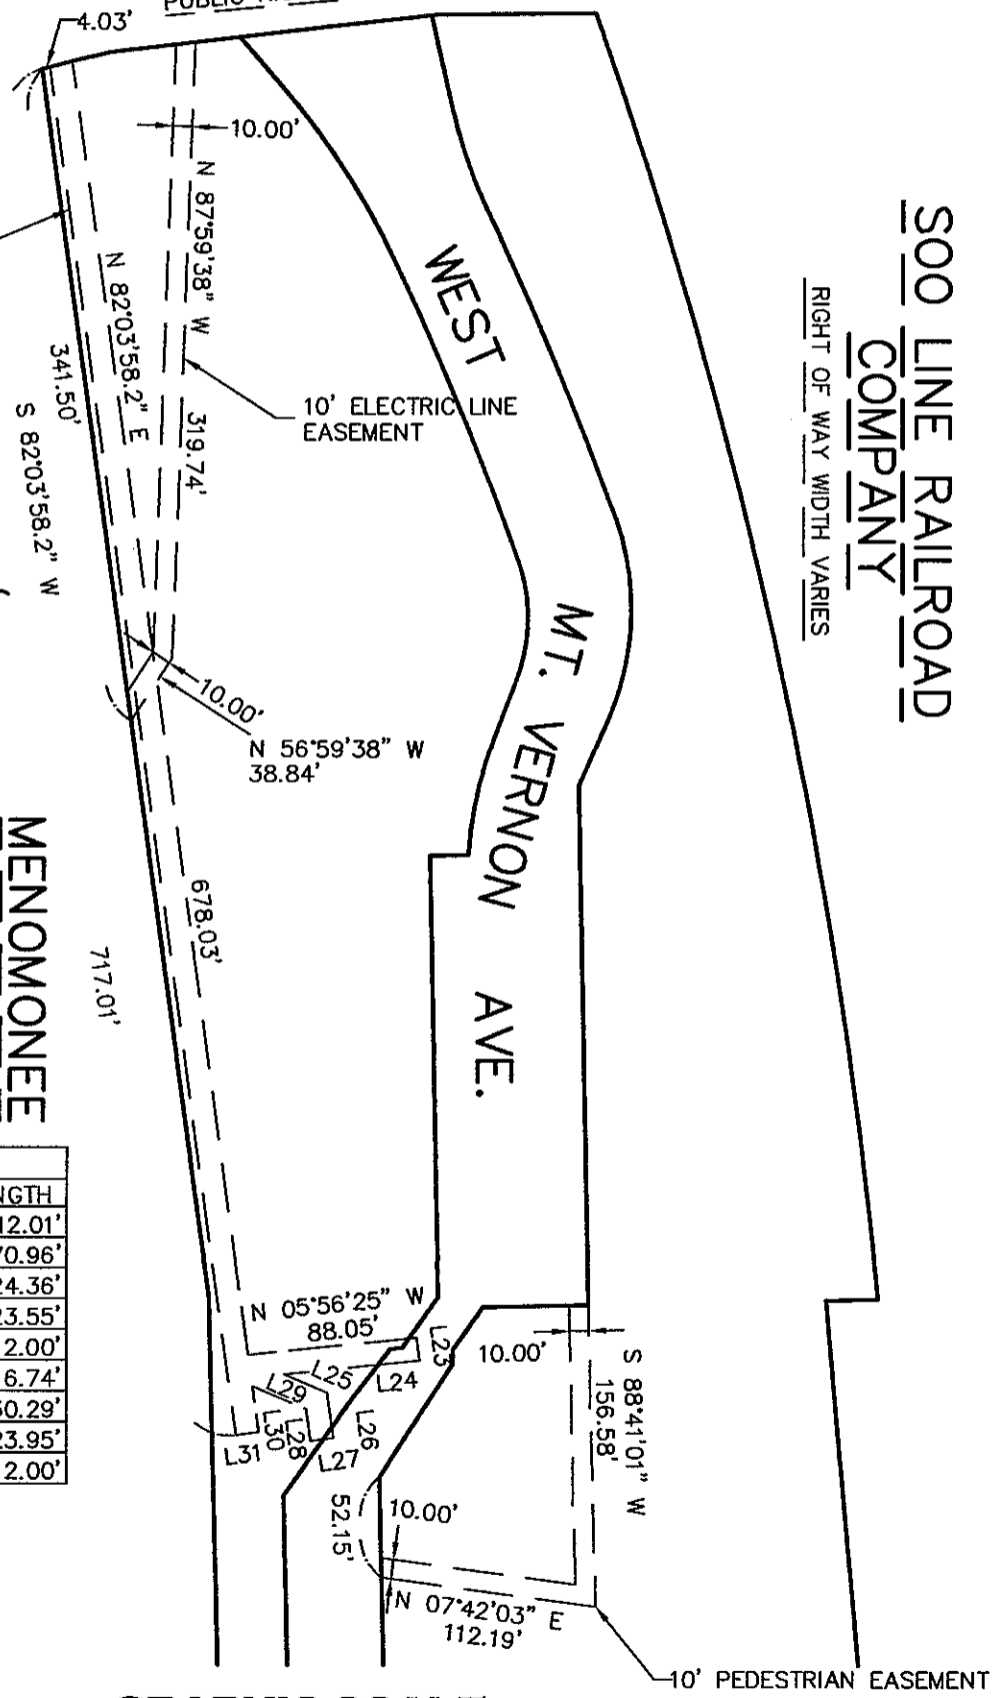 4.03'
SOO LINE RAILROAD
COMPANY
RIGHT OF WAY WIDTH VARIES
10.00'
N 87°59'38" W
319.74'
N 82°03'58.2" E
341.50'
S 82°03'58.2" W
10' ELECTRIC LINE
EASEMENT
WEST
MT. VERNON
AVE.
10.00'
N 56°59'38" W
38.84'
678.03'
717.01'
MENOMONEE
12.01'
70.96'
24.36'
23.55'
2.00'
6.74'
50.29'
23.95'
2.00'
N 05°56'25" W
88.05'
L23
L24
L25
L26
L27
L28
L29
L30
L31
10.00'
S 88°41'01" W
156.58'
52.15'
10.00'
N 07°42'03" E
112.19'
10' PEDESTRIAN EASEMENT